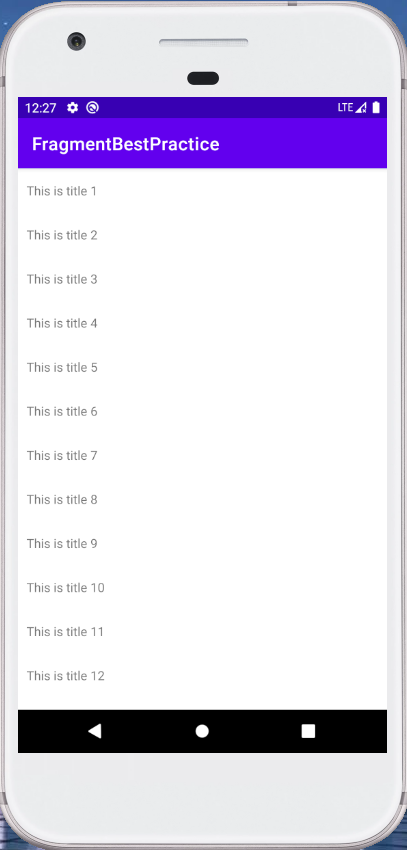 12:27 LTE
FragmentBestPractice
This is title 1
This is title 2
This is title 3
This is title 4
This is title 5
This is title 6
This is title 7
This is title 8
This is title 9
This is title 10
This is title 11
This is title 12